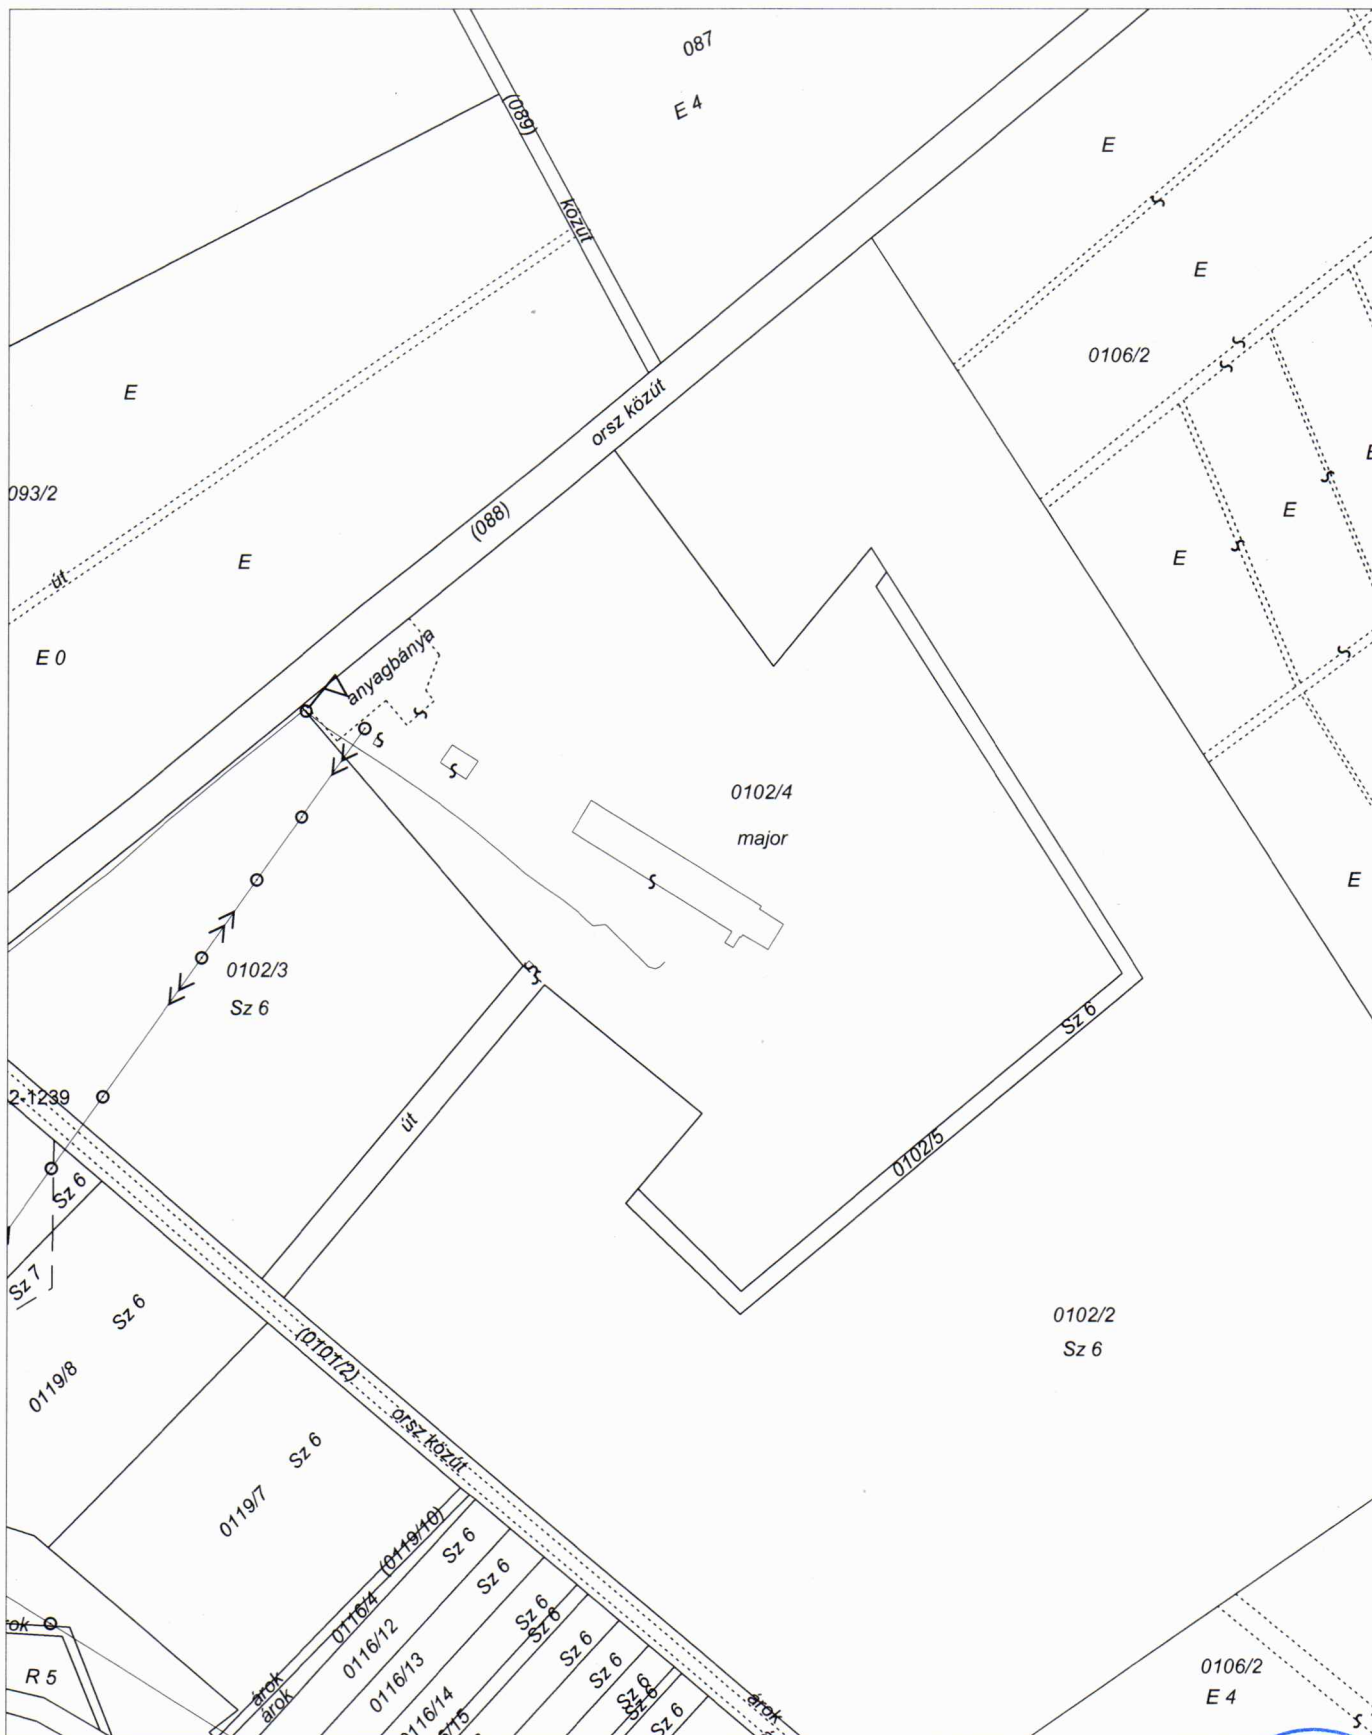 087
E 4
(089)
közút
E
E
0106/2
E
orsz közút
093/2
(088)
E
E
E
út
E 0
anyagbánya
0102/4
major
E
0102/3
Sz 6
Sz 6
2-1239
út
0102/5
Sz 6
Sz 7
Sz 6
0102/2
Sz 6
(0101/2)
0119/8
orsz közút
Sz 6
0119/7
(0119/10)
Sz 6
Sz 6
0116/4
Sz 6
Sz 6
0116/12
Sz 6
0116/13
Sz 6
Sz 6
Sz 6
Sz 6
R 5
árok
árok
0116/14
árok
0106/2
E 4